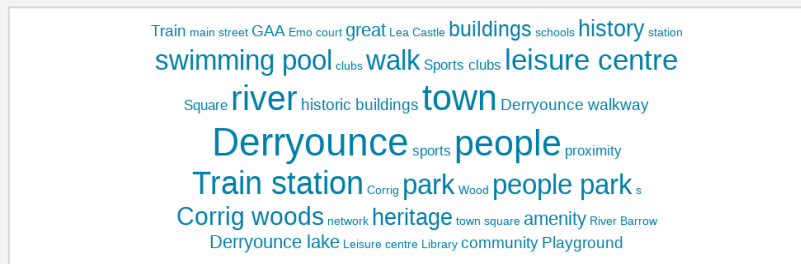 Train main street GAA Emo court great Lea Castle buildings schools history station
swimming pool clubs walk Sports clubs leisure centre
Square river historic buildings town Derryounce walkway
Derryounce sports people proximity
Train station Corrig park Wood people park s
Corrig woods network heritage town square amenity River Barrow
Derryounce lake Leisure centre Library community Playground